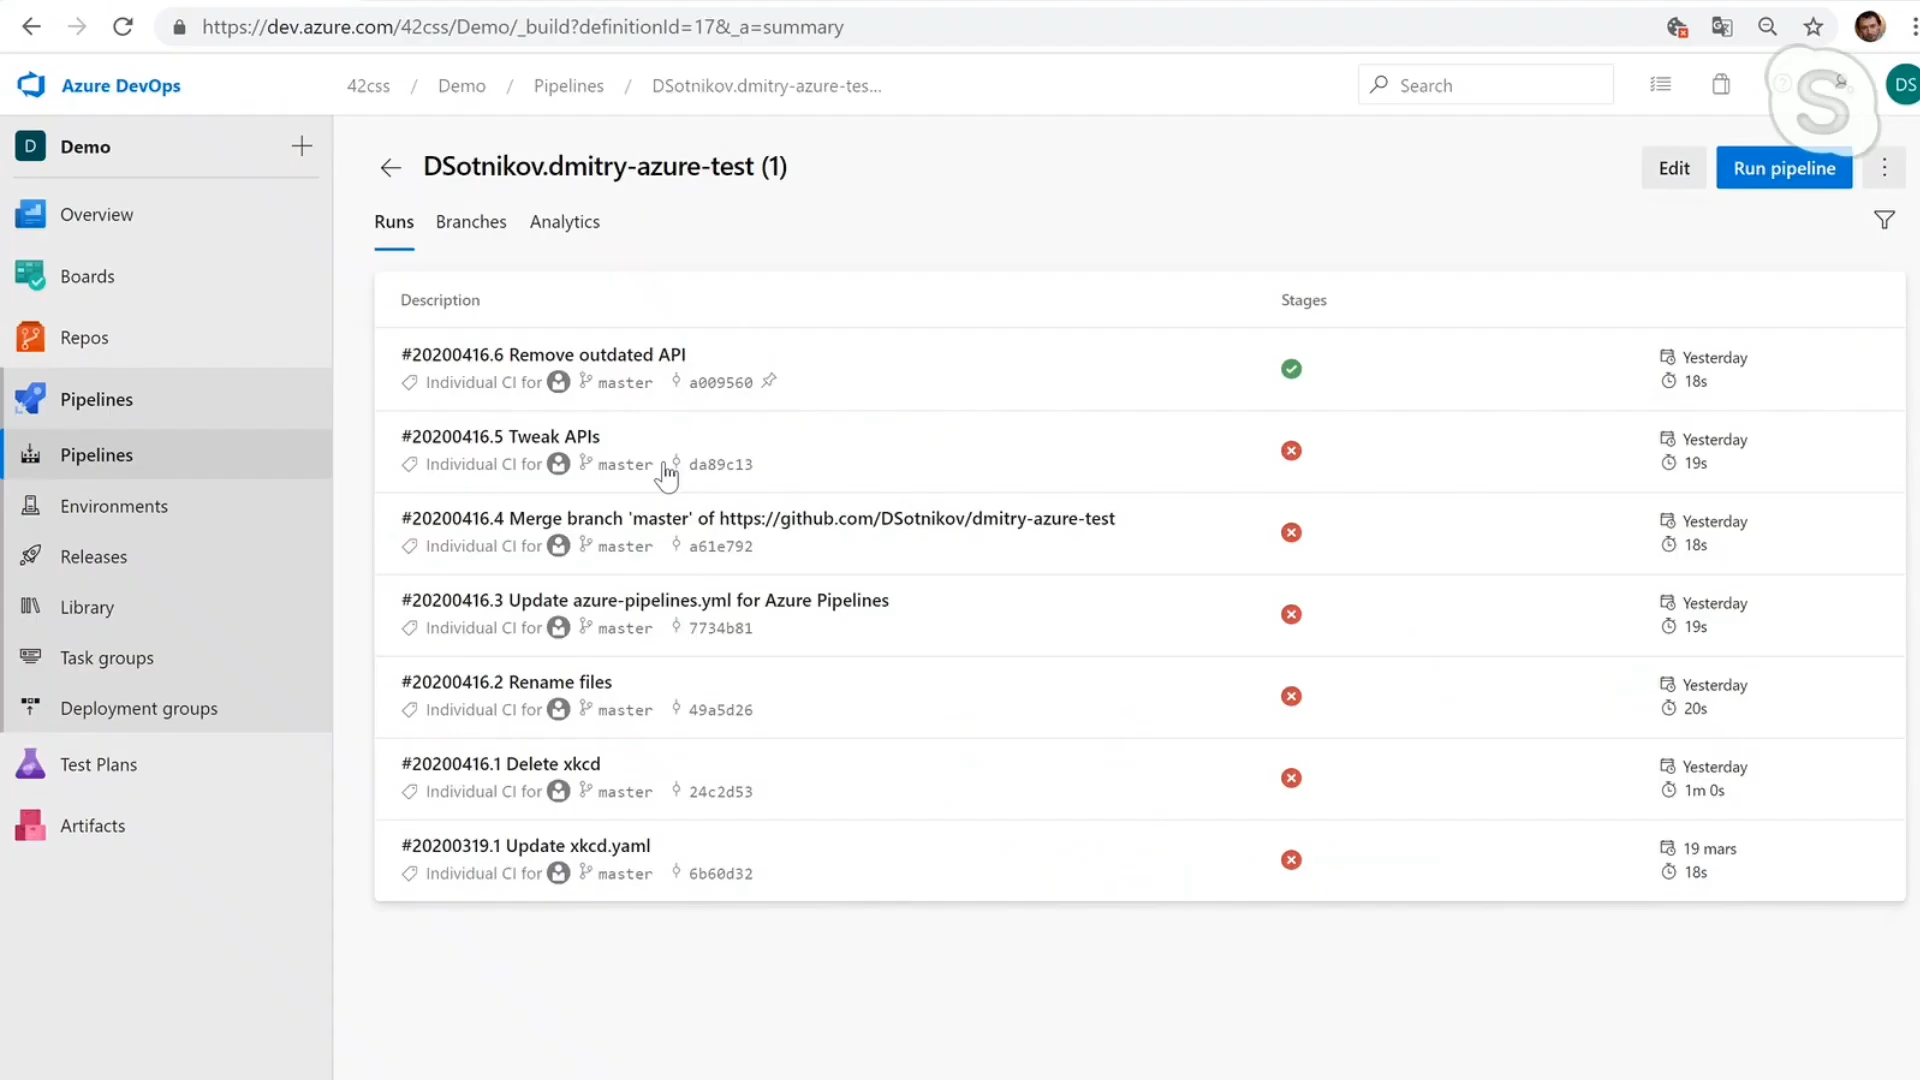 https://dev.azure.com/42css/Demo/_build?definitionId=17&_a=summary
Azure DevOps
42css / Demo / Pipelines / DSotnikov.dmitry-azure-tes...
Search
S
DS
D Demo
DSotnikov.dmitry-azure-test (1)
Edit
Run pipeline
Overview
Boards
Repos
Pipelines
Pipelines
Environments
Releases
Library
Task groups
Deployment groups
Test Plans
Artifacts
Runs Branches Analytics
Description Stages
#20200416.6 Remove outdated API
Individual CI for master a009560
Yesterday
18s
#20200416.5 Tweak APIs
Individual CI for master da89c13
Yesterday
19s
#20200416.4 Merge branch 'master' of https://github.com/DSotnikov/dmitry-azure-test
Individual CI for master a61e792
Yesterday
18s
#20200416.3 Update azure-pipelines.yml for Azure Pipelines
Individual CI for master 7734b81
Yesterday
19s
#20200416.2 Rename files
Individual CI for master 49a5d26
Yesterday
20s
#20200416.1 Delete xkcd
Individual CI for master 24c2d53
Yesterday
1m 0s
#20200319.1 Update xkcd.yaml
Individual CI for master 6b60d32
19 mars
18s